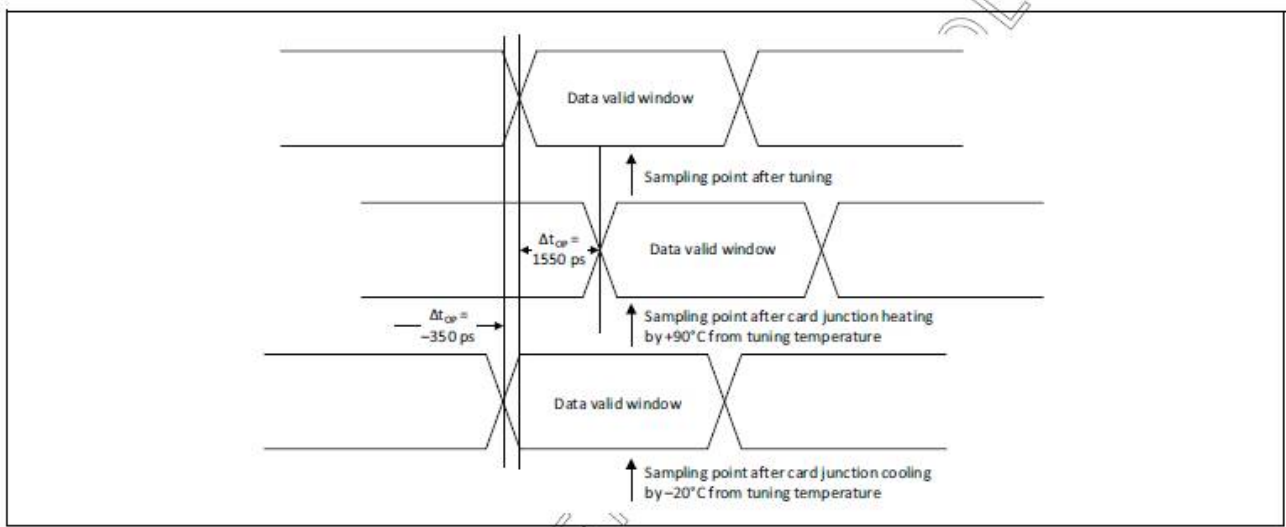 Data valid window
Sampling point after tuning
ΔtOP =
1550 ps
Data valid window
ΔtOP =
−350 ps
Sampling point after card junction heating
by +90°C from tuning temperature
Data valid window
Sampling point after card junction cooling
by −20°C from tuning temperature